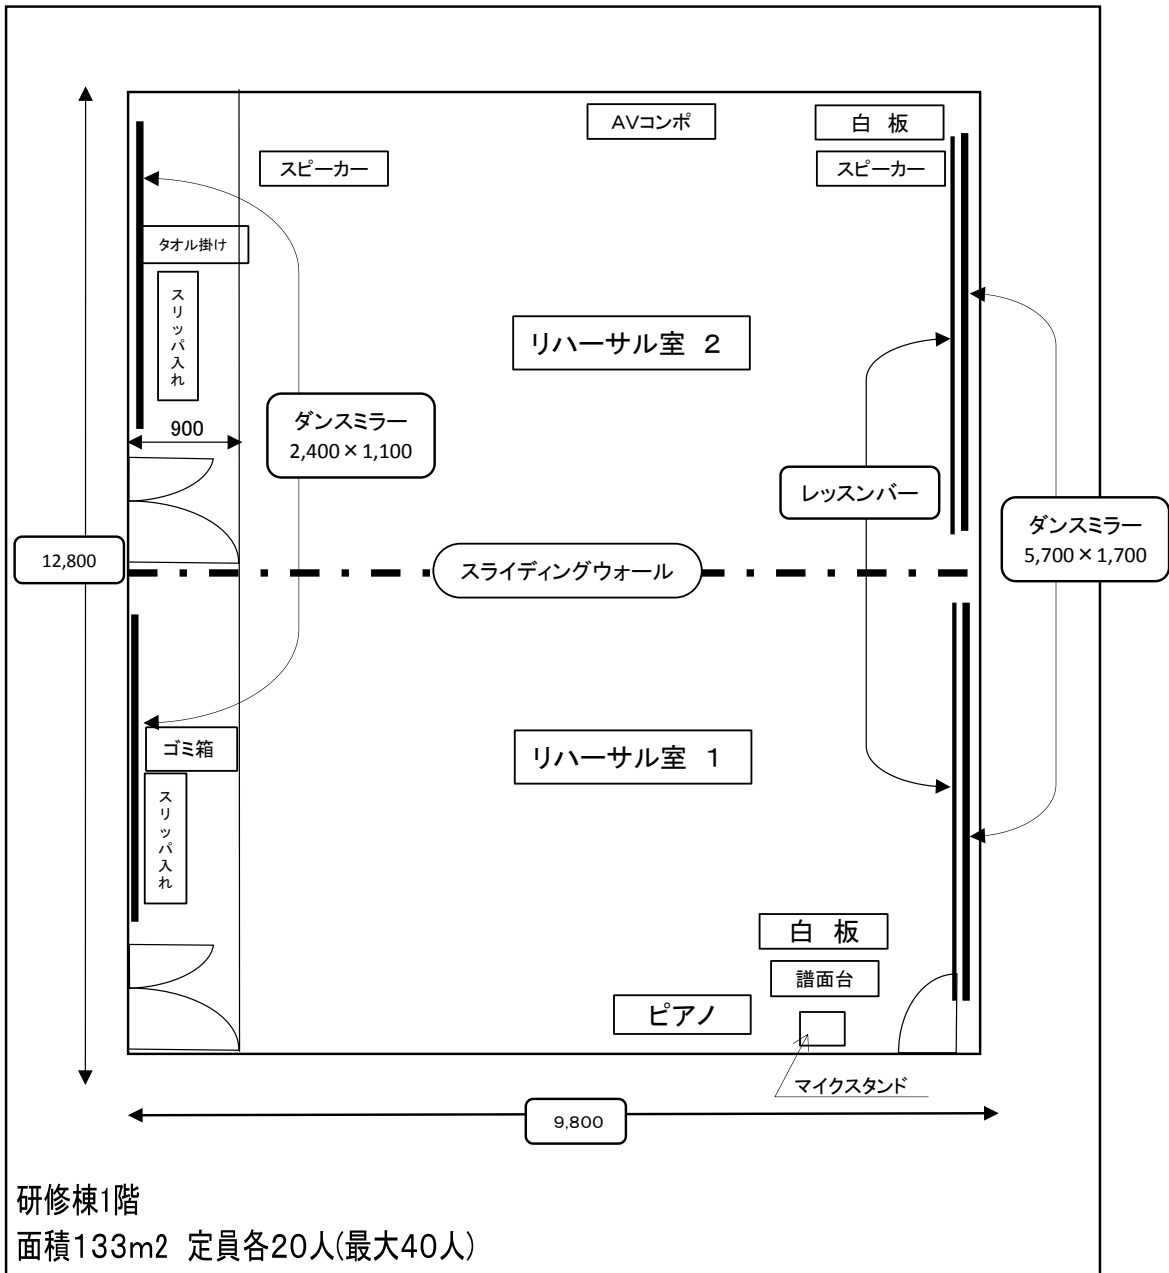 AVコンポ
白 板
スピーカー
スピーカー
タオル掛け
スリッパ入れ
リハーサル室 2
900
ダンスミラー
2,400×1,100
レッスンバー
ダンスミラー
5,700×1,700
12,800
スライディングウォール
ゴミ箱
リハーサル室 1
スリッパ入れ
白 板
譜面台
ピアノ
マイクスタンド
9,800
研修棟1階
面積133m2 定員各20人(最大40人)